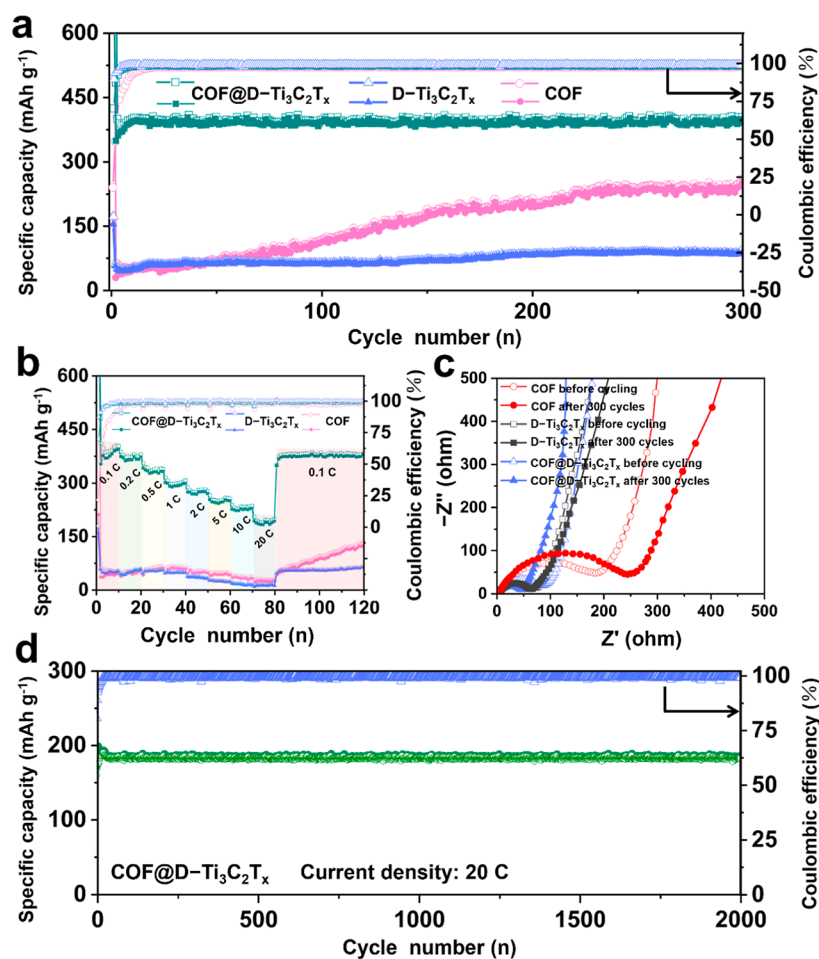 a
600
450
300
150
0
Specific capacity (mAh g⁻¹)
COF@D−Ti₃C₂Tₓ D−Ti₃C₂Tₓ COF
100
75
50
25
0
-25
-50
Coulombic efficiency (%)
0 100 200 300
Cycle number (n)
b
600
450
300
150
0
Specific capacity (mAh g⁻¹)
COF@D−Ti₃C₂Tₓ D−Ti₃C₂Tₓ COF
0.1 C
0.2 C
0.5 C
1 C
2 C
5 C
10 C
20 C
0.1 C
100
75
50
25
0
-25
-50
Coulombic efficiency (%)
0 20 40 60 80 100 120
Cycle number (n)
c
500
400
300
200
100
0
−Z'' (ohm)
COF before cycling
COF after 300 cycles
D−Ti₃C₂Tₓ before cycling
D−Ti₃C₂Tₓ after 300 cycles
COF@D−Ti₃C₂Tₓ before cycling
COF@D−Ti₃C₂Tₓ after 300 cycles
0 100 200 300 400 500
Z' (ohm)
d
300
200
100
0
Specific capacity (mAh g⁻¹)
COF@D−Ti₃C₂Tₓ Current density: 20 C
100
75
50
25
0
Coulombic efficiency (%)
0 500 1000 1500 2000
Cycle number (n)